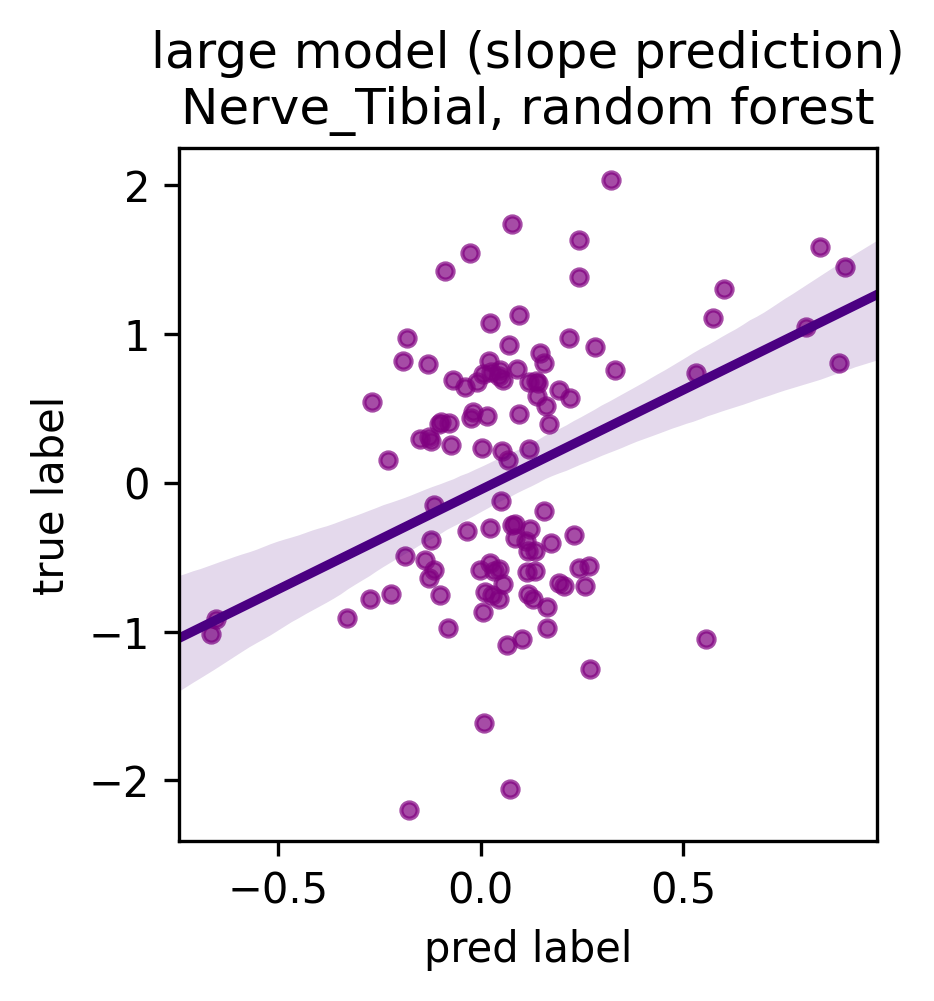 large model (slope prediction)
Nerve_Tibial, random forest
2
1
0
−1
−2
true label
−0.5
0.0
0.5
pred label